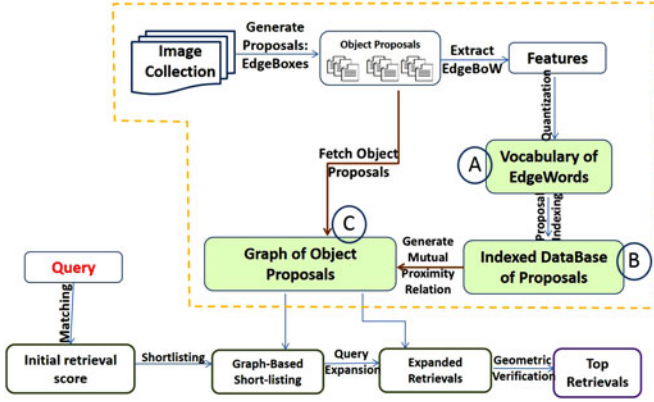 Image
Collection
Generate
Proposals:
EdgeBoxes
Object Proposals
Extract
EdgeBoW
Features
Quantization
A
Vocabulary of
EdgeWords
Fetch Object
Proposals
Proposal
Indexing
C
Graph of Object
Proposals
Generate
Mutual
Proximity
Relation
Indexed DataBase
of Proposals
B
Query
Matching
Initial retrieval
score
Shortlisting
Graph-Based
Short-listing
Query
Expansion
Expanded
Retrievals
Geometric
Verification
Top
Retrievals